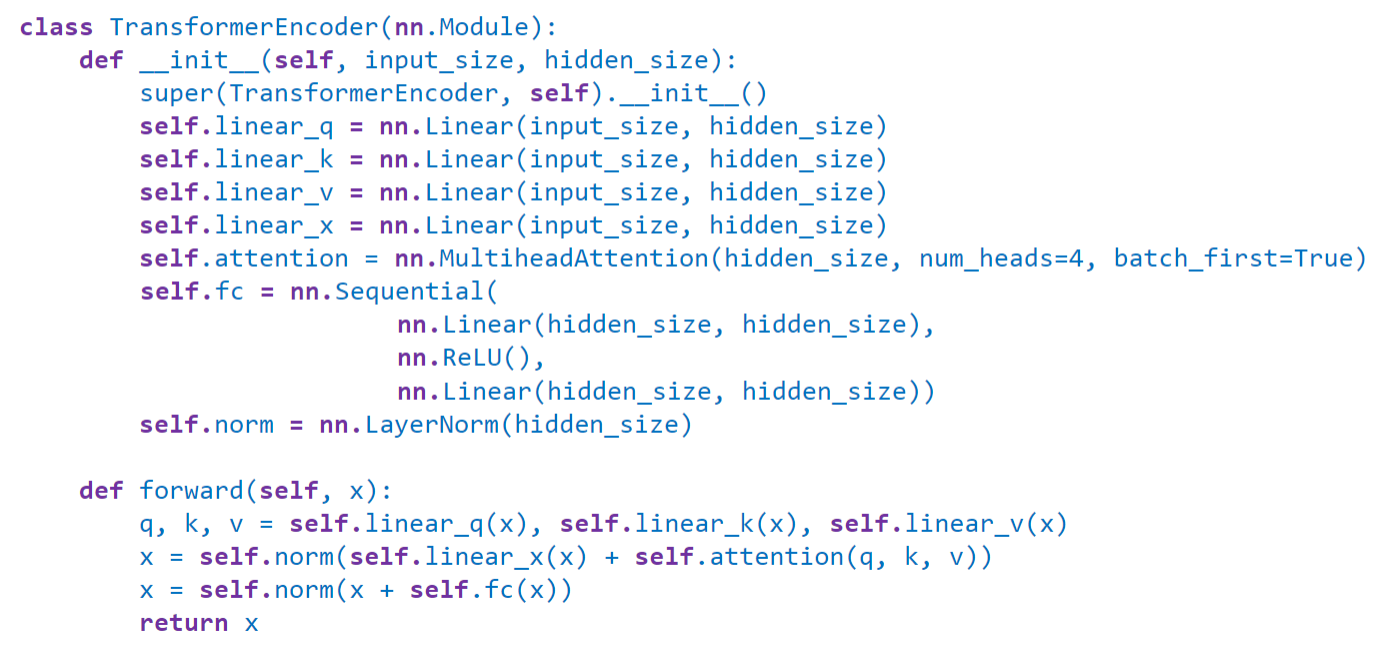 class TransformerEncoder(nn.Module):
    def __init__(self, input_size, hidden_size):
        super(TransformerEncoder, self).__init__()
        self.linear_q = nn.Linear(input_size, hidden_size)
        self.linear_k = nn.Linear(input_size, hidden_size)
        self.linear_v = nn.Linear(input_size, hidden_size)
        self.linear_x = nn.Linear(input_size, hidden_size)
        self.attention = nn.MultiheadAttention(hidden_size, num_heads=4, batch_first=True)
        self.fc = nn.Sequential(
                         nn.Linear(hidden_size, hidden_size),
                         nn.ReLU(),
                         nn.Linear(hidden_size, hidden_size))
        self.norm = nn.LayerNorm(hidden_size)
    def forward(self, x):
        q, k, v = self.linear_q(x), self.linear_k(x), self.linear_v(x)
        x = self.norm(self.linear_x(x) + self.attention(q, k, v))
        x = self.norm(x + self.fc(x))
        return x